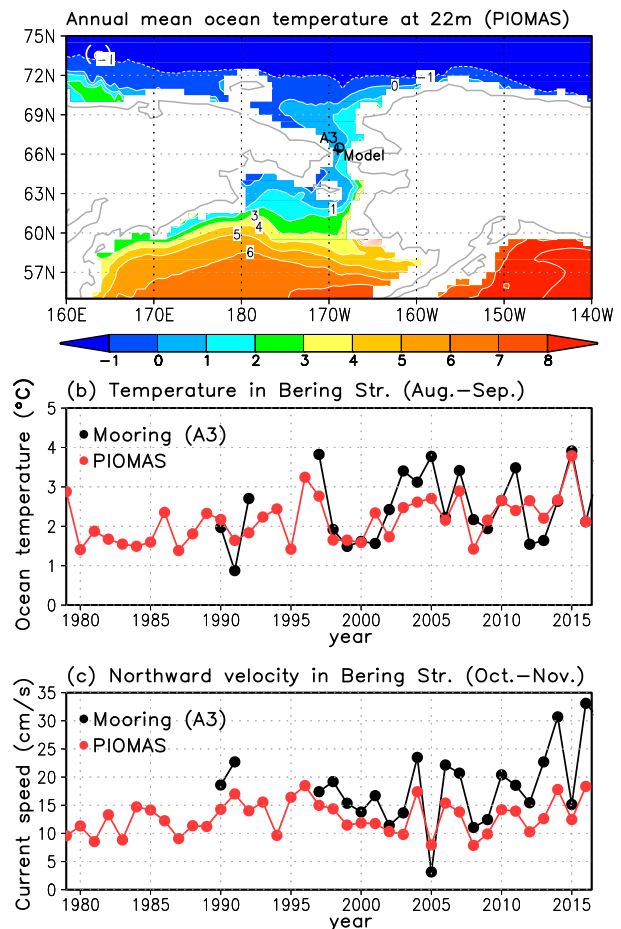 Annual mean ocean temperature at 22m (PIOMAS)
75N
72N
69N
66N
63N
60N
57N
-1
0
-1
A3
Model
1
3
4
5
6
160E 170E 180 170W 160W 150W 140W
-1 0 1 2 3 4 5 6 7 8
(b) Temperature in Bering Str. (Aug.-Sep.)
Ocean temperature (°C)
5
4
3
2
1
0
Mooring (A3)
PIOMAS
1980 1985 1990 1995 2000 2005 2010 2015
year
(c) Northward velocity in Bering Str. (Oct.-Nov.)
Current speed (cm/s)
35
30
25
20
15
10
5
0
Mooring (A3)
PIOMAS
1980 1985 1990 1995 2000 2005 2010 2015
year